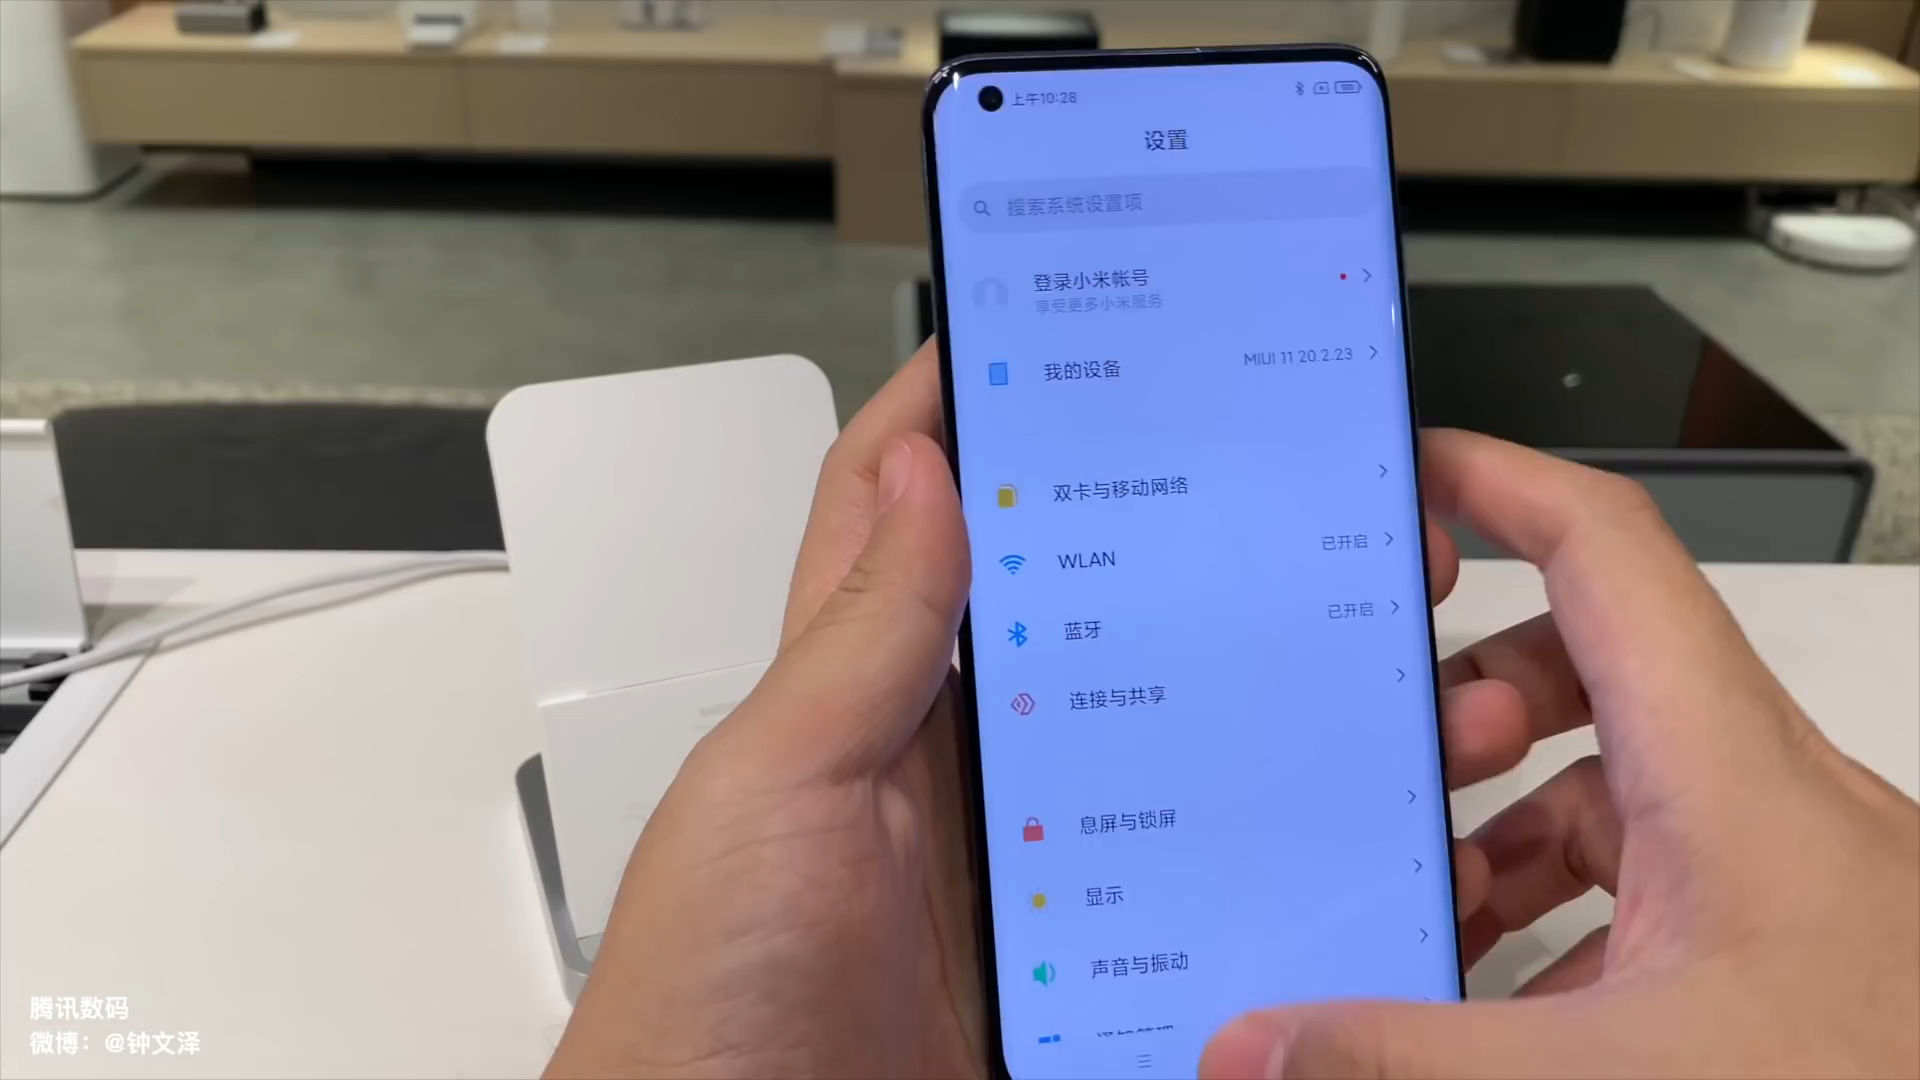 上午10:28
设置
搜索系统设置项
登录小米帐号
享受更多小米服务
我的设备
MIUI 11 20.2.23
双卡与移动网络
WLAN
已开启
蓝牙
已开启
连接与共享
息屏与锁屏
显示
声音与振动
腾讯数码
微博：@钟文泽